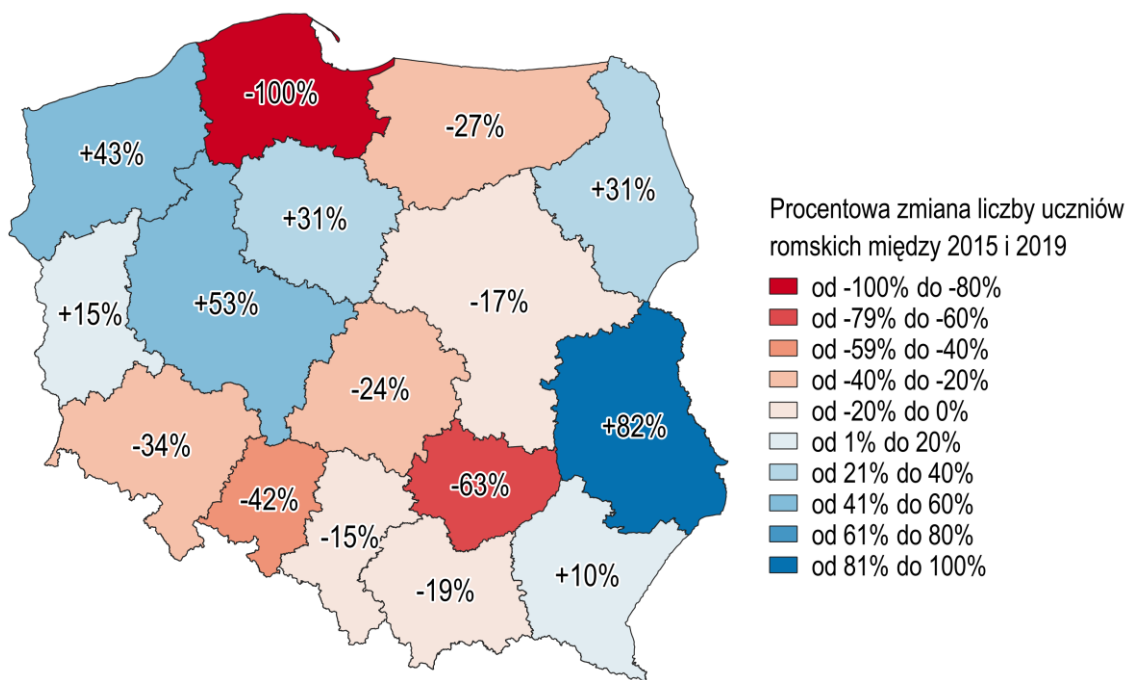 -100%
-27%
+43%
+31%
+31%
-17%
+53%
+15%
-24%
+82%
-34%
-63%
-42%
-15%
+10%
-19%
Procentowa zmiana liczby uczniów
romskich między 2015 i 2019
od -100% do -80%
od -79% do -60%
od -59% do -40%
od -40% do -20%
od -20% do 0%
od 1% do 20%
od 21% do 40%
od 41% do 60%
od 61% do 80%
od 81% do 100%